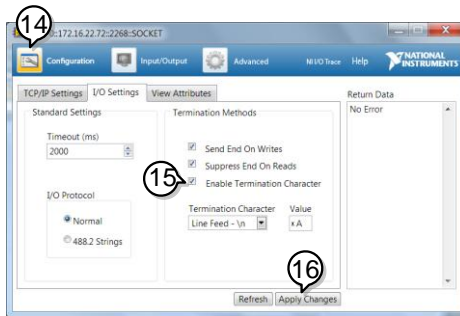 14
::172.16.22.72::2268::SOCKET
Configuration Input/Output Advanced NI I/O Trace Help NATIONAL INSTRUMENTS
TCP/IP Settings I/O Settings View Attributes Return Data
Standard Settings Termination Methods No Error
Timeout (ms)
2000 Send End On Writes
Suppress End On Reads
15 Enable Termination Character
I/O Protocol Termination Character Value
Normal Line Feed - \n xA
488.2 Strings
16
Refresh Apply Changes